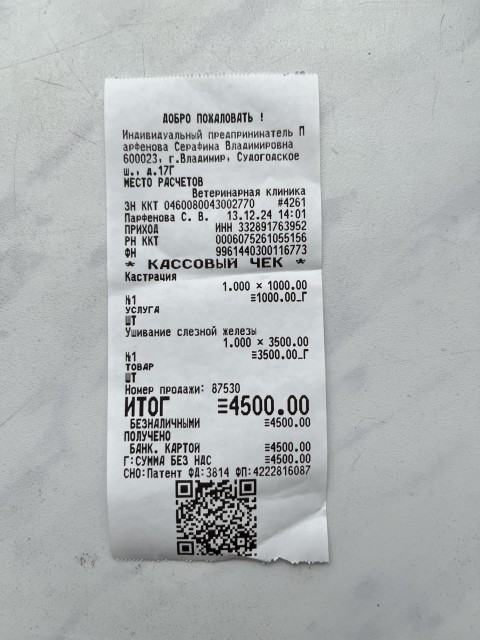 ДОБРО ПОЖАЛОВАТЬ !
Индивидуальный предпрининатель П
арфенова Серафина Владимировна
600023, г.Владимир, Судогодское
ш., д.17Г
МЕСТО РАСЧЕТОВ
Ветеринарная клиника
ЗН ККТ 0460080043002770 #4261
Парфенова С. В. 13.12.24 14:01
ПРИХОД ИНН 332891763952
РН ККТ 0006075261055156
ФН 9961440300116773
* КАССОВЫЙ ЧЕК *
Кастрация
1.000 × 1000.00
№1 ≡1000.00_Г
УСЛУГА
ШТ
Ушивание слезной железы
1.000 × 3500.00
№1 ≡3500.00_Г
ТОВАР
ШТ
Номер продажи: 87530
ИТОГ ≡4500.00
БЕЗНАЛИЧНЫМИ ≡4500.00
ПОЛУЧЕНО
БАНК. КАРТОЙ ≡4500.00
Г:СУММА БЕЗ НДС ≡4500.00
СНО:Патент ФД:3814 ФП:4222816087